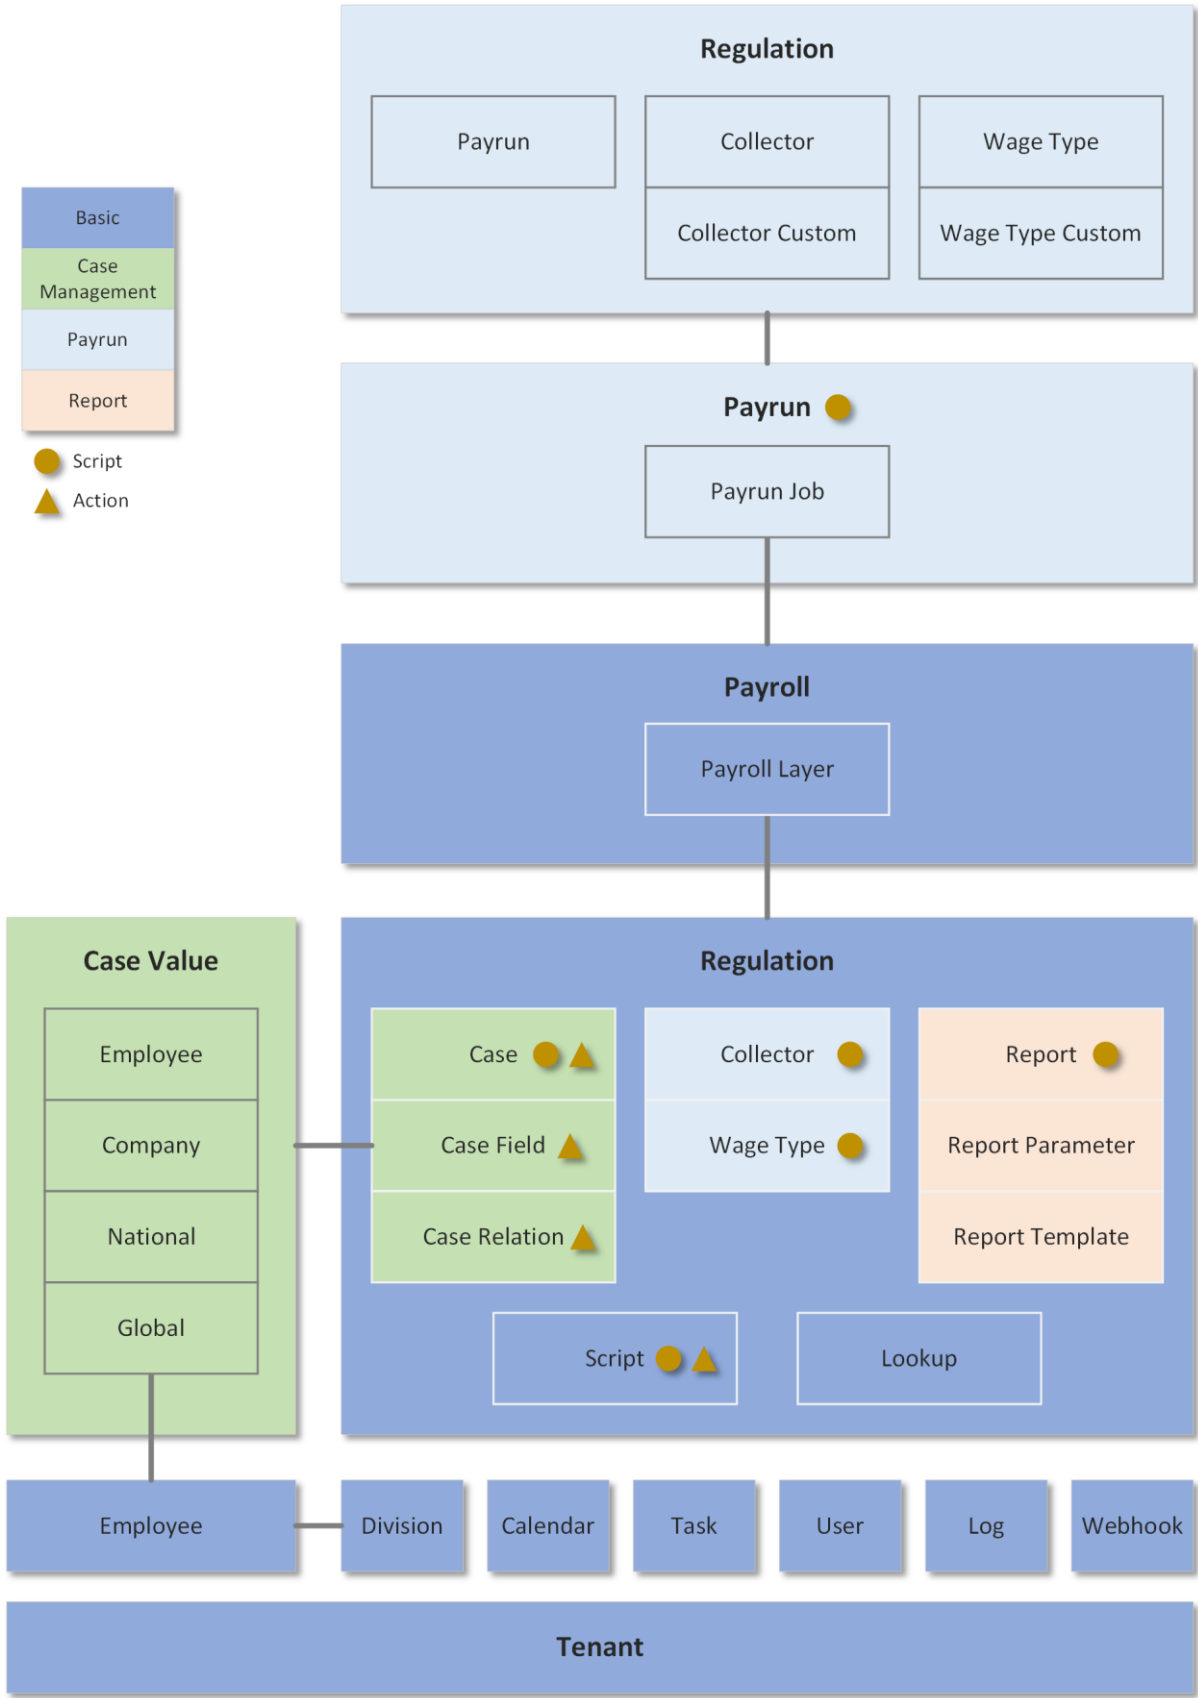 Regulation
Payrun
Collector
Wage Type
Collector Custom
Wage Type Custom
Basic
Case
Management
Payrun
Report
Script
Action
Payrun
Payrun Job
Payroll
Payroll Layer
Case Value
Employee
Company
National
Global
Regulation
Case
Collector
Report
Case Field
Wage Type
Report Parameter
Case Relation
Report Template
Script
Lookup
Employee
Division
Calendar
Task
User
Log
Webhook
Tenant